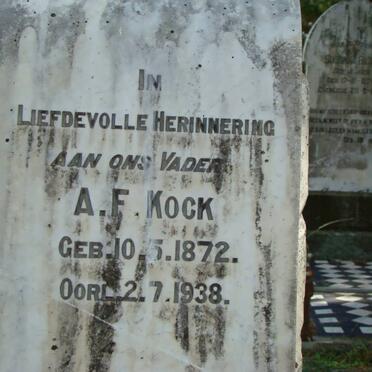 IN
LIEFDEVOLLE HERINNERING
AAN ONS VADER
A.F. KOCK
GEB. 10.5.1872.
OORL. 2.7.1938.